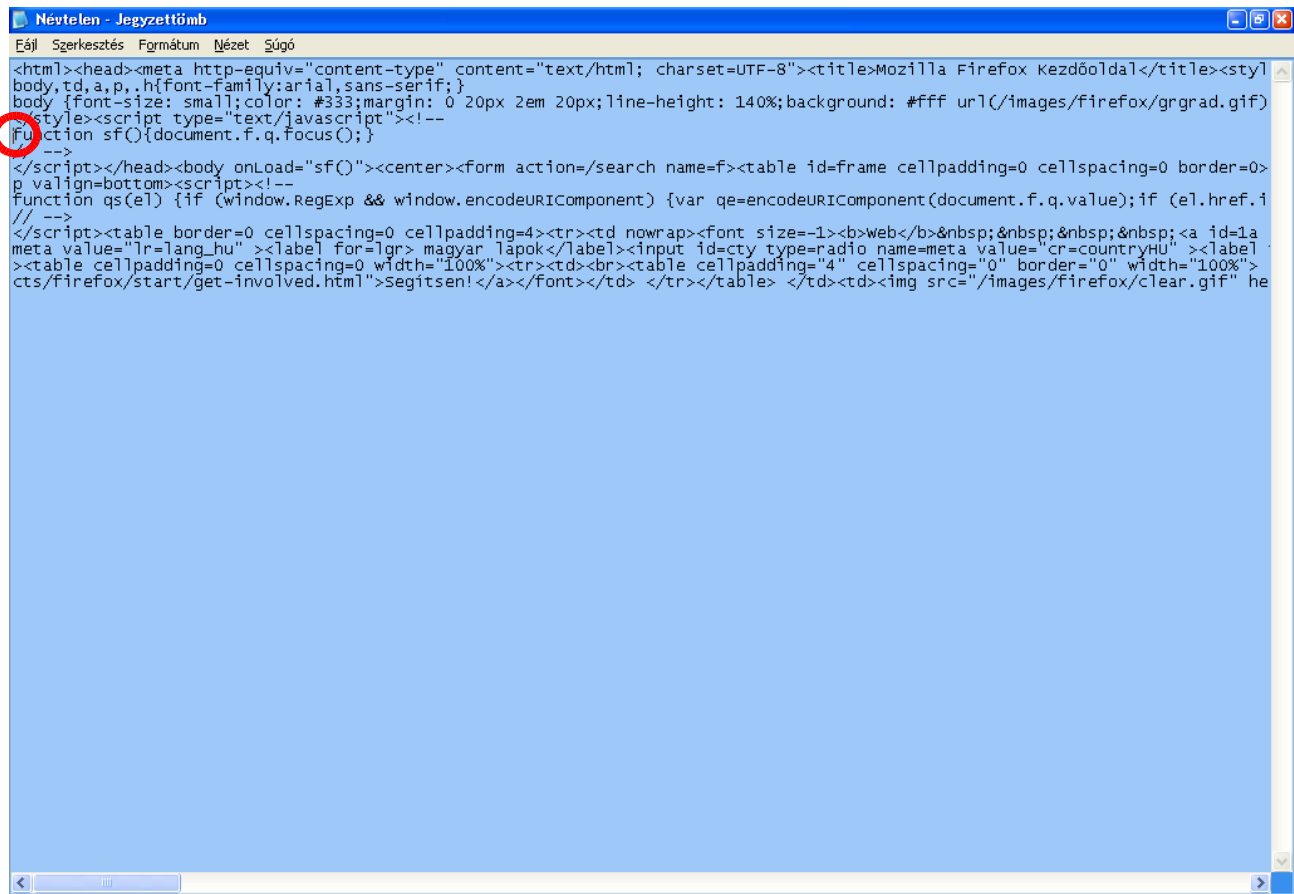 Névtelen - Jegyzettömb
Fájl Szerkesztés Formátum Nézet Súgó
<html><head><meta http-equiv="content-type" content="text/html; charset=UTF-8"><title>Mozilla Firefox Kezdőoldal</title><styl
body,td,a,p,.h{font-family:arial,sans-serif;}
body {font-size: small;color: #333;margin: 0 20px 2em 20px;line-height: 140%;background: #fff url(/images/firefox/grgrad.gif)
</style><script type="text/javascript"><!--
function sf(){document.f.q.focus();}
// -->
</script></head><body onLoad="sf()"><center><form action=/search name=f><table id=frame cellpadding=0 cellspacing=0 border=0>
p valign=bottom><script><!--
function qs(el) {if (window.RegExp && window.encodeURIComponent) {var qe=encodeURIComponent(document.f.q.value);if (el.href.i
// -->
</script><table border=0 cellspacing=0 cellpadding=4><tr><td nowrap><font size=-1><b>Web</b>&nbsp;&nbsp;&nbsp;&nbsp;<a id=1a
meta value="lr=lang_hu" ><label for=lgr> magyar lapok</label><input id=cty type=radio name=meta value="cr=countryHU" ><label
><table cellpadding=0 cellspacing=0 width="100%"><tr><td><br><table cellpadding="4" cellspacing="0" border="0" width="100%">
cts/firefox/start/get-involved.html">Segítsen!</a></font></td> </tr></table> </td><td><img src="/images/firefox/clear.gif" he